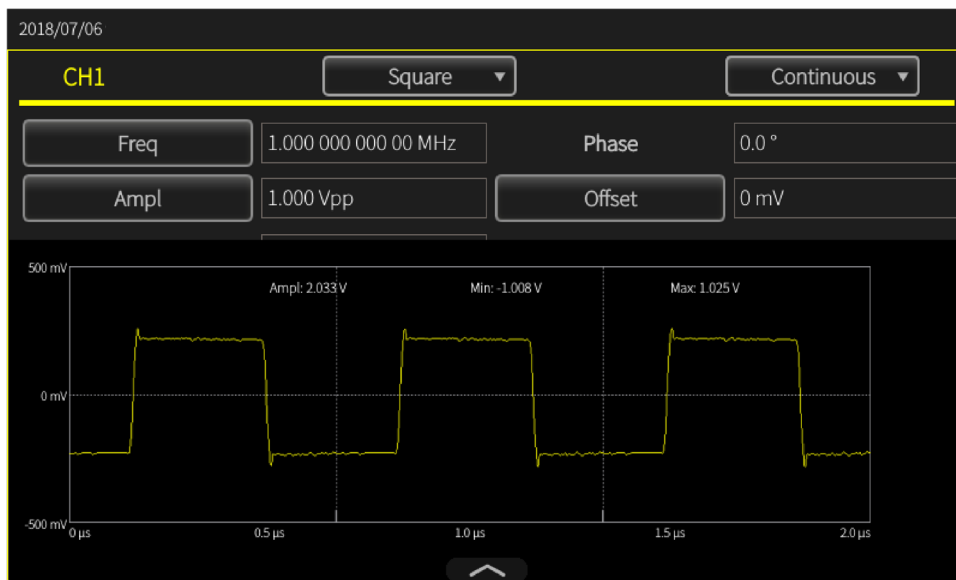 2018/07/06
CH1 Square Continuous
Freq 1.000 000 000 00 MHz Phase 0.0 °
Ampl 1.000 Vpp Offset 0 mV
500 mV
Ampl: 2.033 V Min: -1.008 V Max: 1.025 V
0 mV
-500 mV
0 µs 0.5 µs 1.0 µs 1.5 µs 2.0 µs